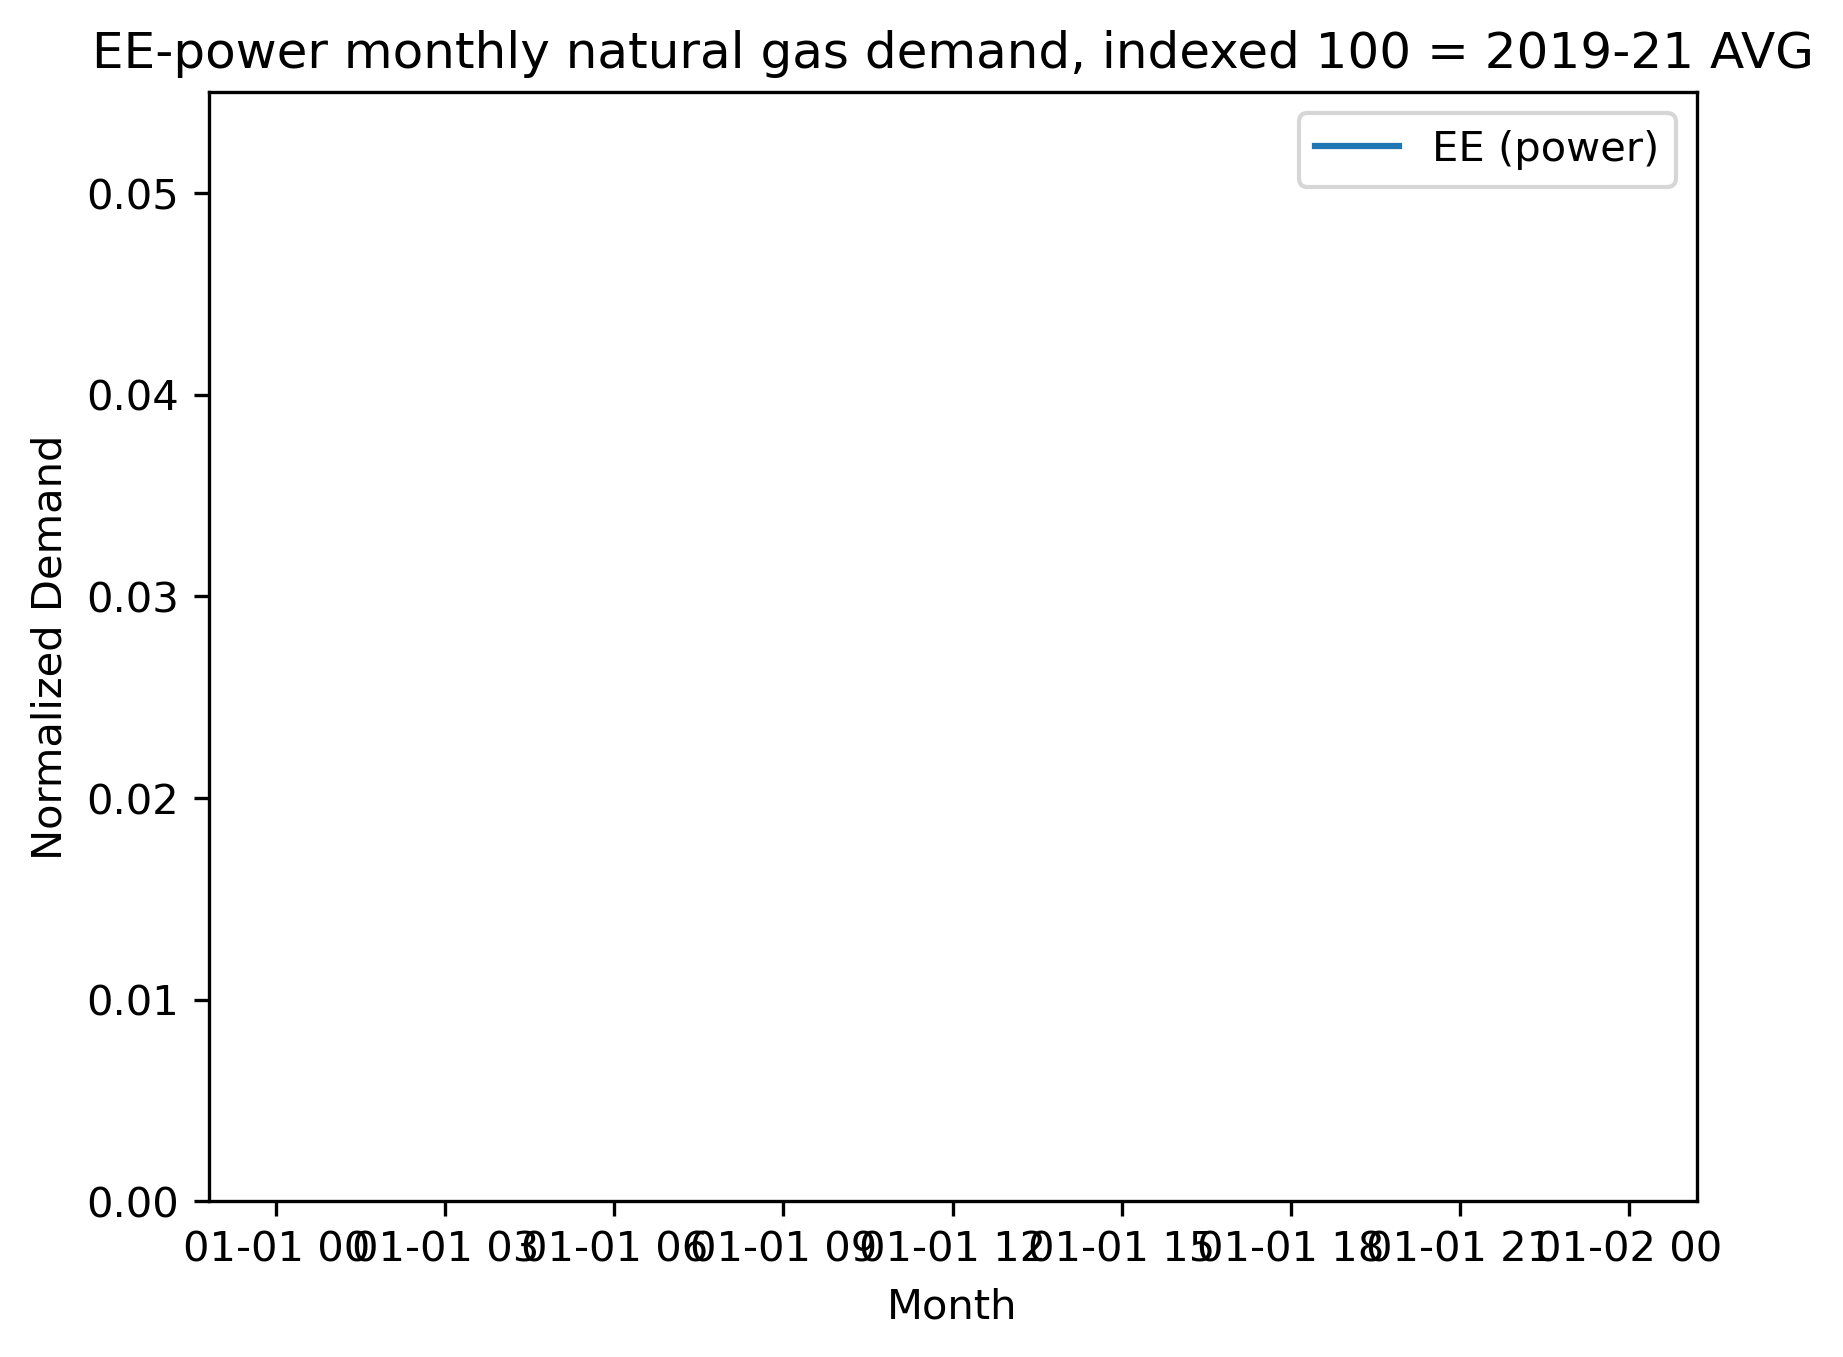 EE-power monthly natural gas demand, indexed 100 = 2019-21 AVG
EE (power)
0.05
0.04
0.03
0.02
0.01
0.00
Normalized Demand
01-01 00 01-01 03 01-01 06 01-01 09 01-01 12 01-01 15 01-01 18 01-01 21 01-02 00
Month